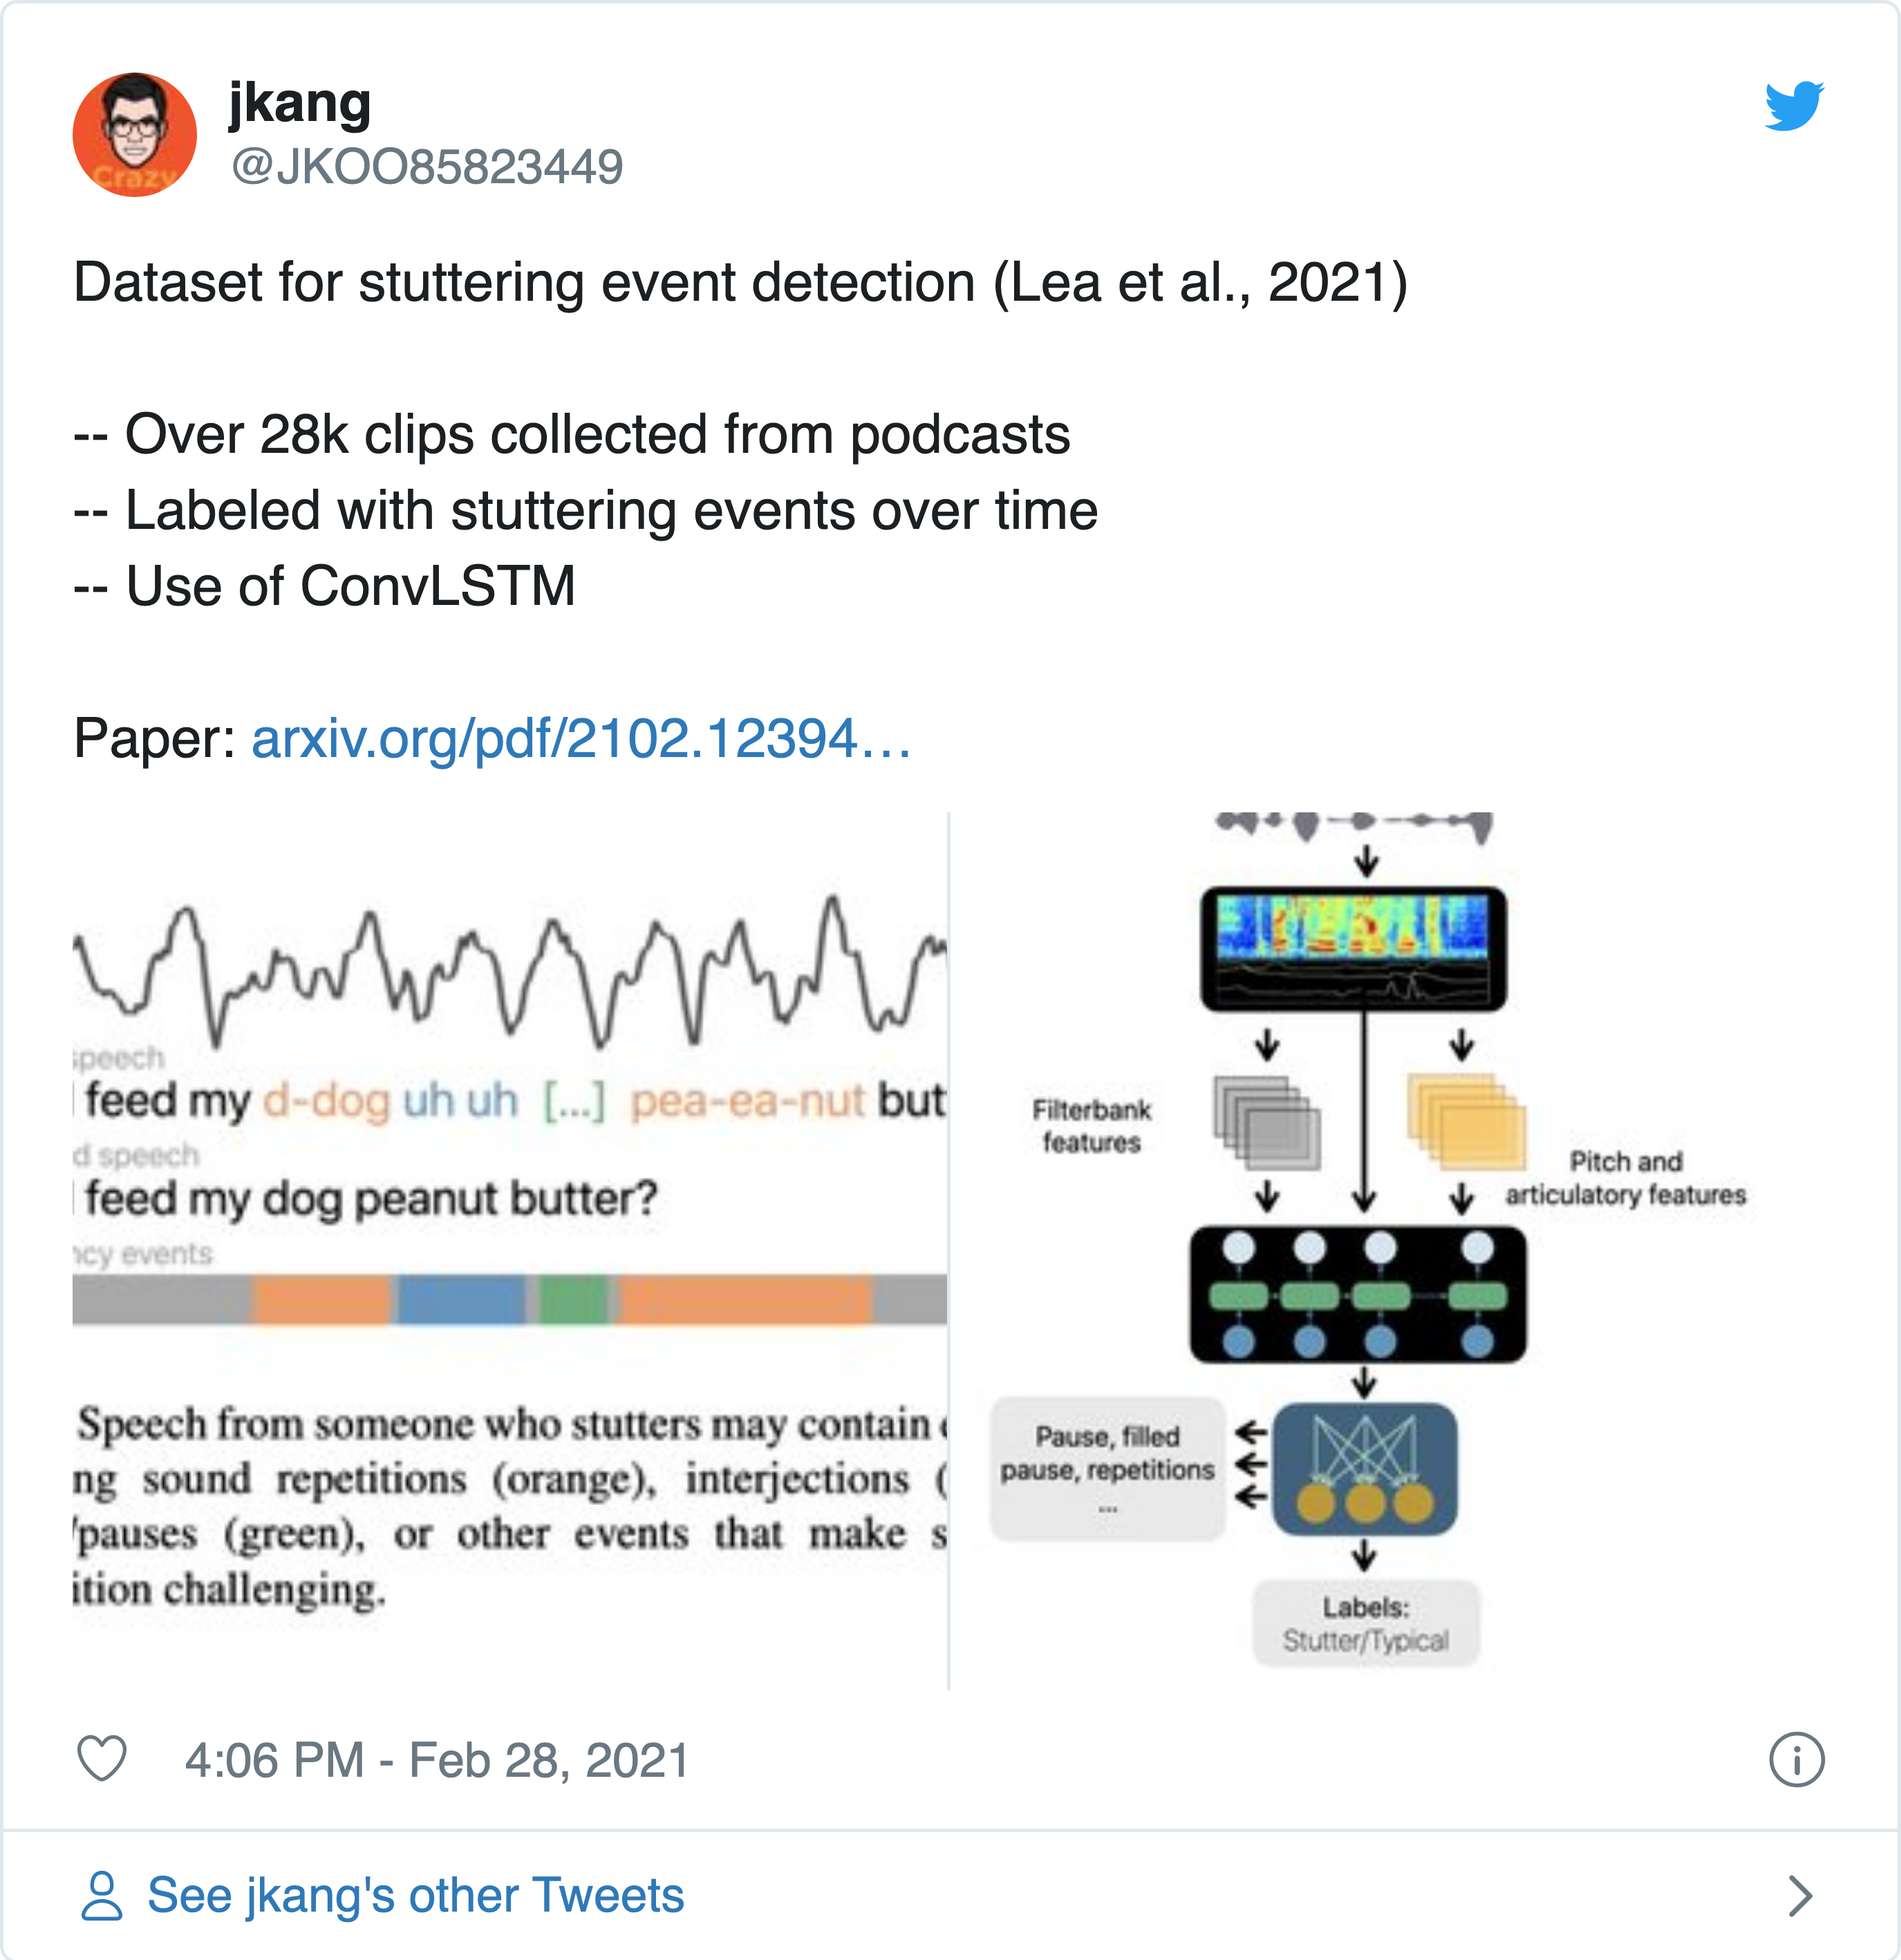 Crazy
jkang
@JKOO85823449
Dataset for stuttering event detection (Lea et al., 2021)
-- Over 28k clips collected from podcasts
-- Labeled with stuttering events over time
-- Use of ConvLSTM
Paper: arxiv.org/pdf/2102.12394…
speech
feed my d-dog uh uh [...] pea-ea-nut but
d speech
feed my dog peanut butter?
ncy events
Speech from someone who stutters may contain
ng sound repetitions (orange), interjections (
/pauses (green), or other events that make s
ition challenging.
Filterbank
features
Pitch and
articulatory features
Pause, filled
pause, repetitions
...
Labels:
Stutter/Typical
4:06 PM - Feb 28, 2021
See jkang's other Tweets